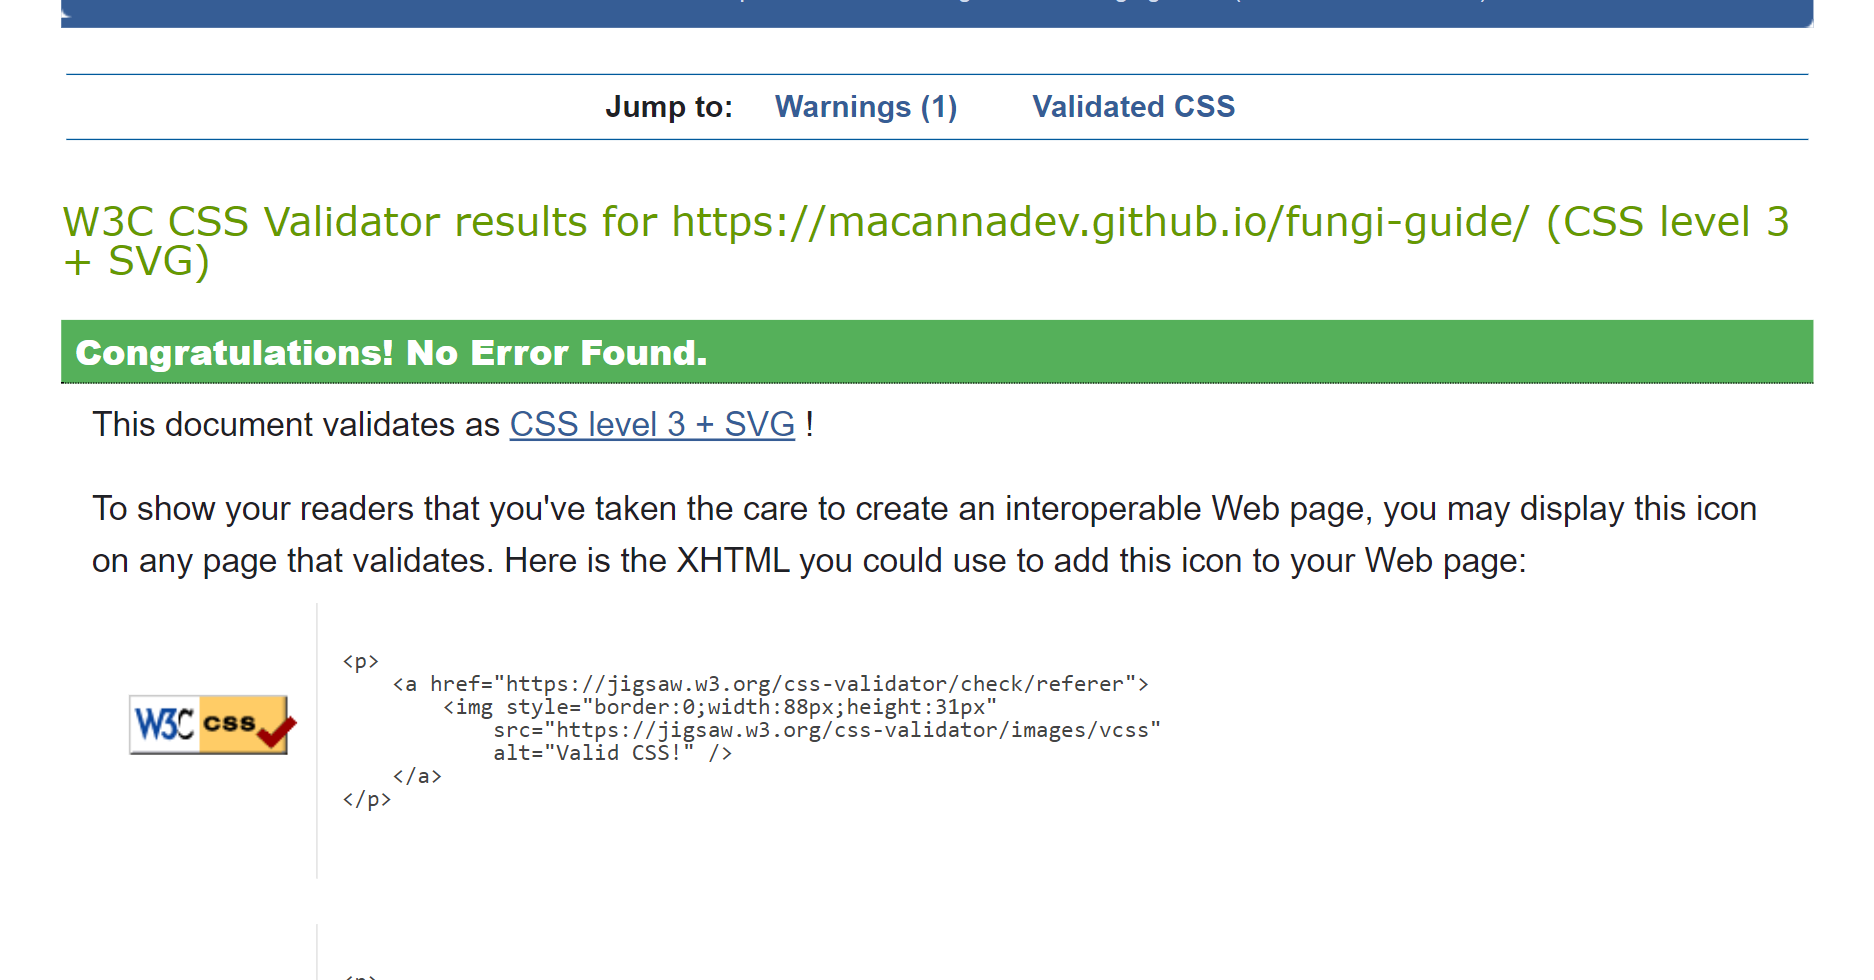 Jump to: Warnings (1) Validated CSS
W3C CSS Validator results for https://macannadev.github.io/fungi-guide/ (CSS level 3
+ SVG)
Congratulations! No Error Found.
This document validates as CSS level 3 + SVG !
To show your readers that you've taken the care to create an interoperable Web page, you may display this icon
on any page that validates. Here is the XHTML you could use to add this icon to your Web page:
W3C css
<p>
<a href="https://jigsaw.w3.org/css-validator/check/referer">
<img style="border:0;width:88px;height:31px"
src="https://jigsaw.w3.org/css-validator/images/vcss"
alt="Valid CSS!" />
</a>
</p>